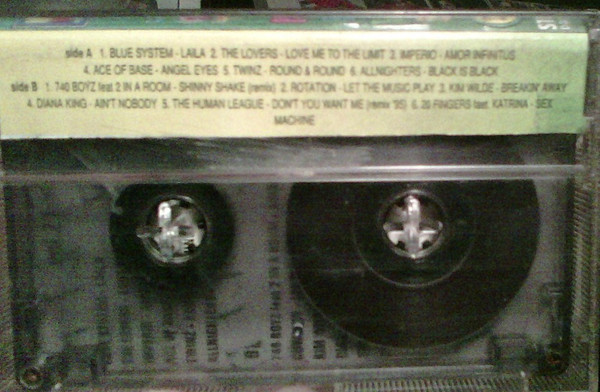 side A 1. BLUE SYSTEM - LAILA 2. THE LOVERS - LOVE ME TO THE LIMIT 3. IMPERIO - AMOR INFINITUS
4. ACE OF BASE - ANGEL EYES 5. TWINZ - ROUND & ROUND 6. ALLNIGHTERS - BLACK IS BLACK
side B 1. 740 BOYZ feat 2 IN A ROOM - SHINNY SHAKE (remix) 2. ROTATION - LET THE MUSIC PLAY 3. KIM WILDE - BREAKIN' AWAY
4. DIANA KING - AIN'T NOBODY 5. THE HUMAN LEAGUE - DON'T YOU WANT ME (remix '95) 6. 20 FINGERS feat. KATRINA - SEX
MACHINE